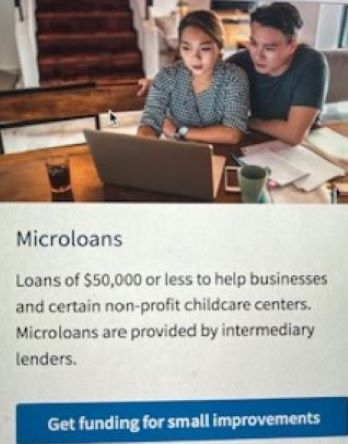 Microloans
Loans of $50,000 or less to help businesses
and certain non-profit childcare centers.
Microloans are provided by intermediary
lenders.
Get funding for small improvements